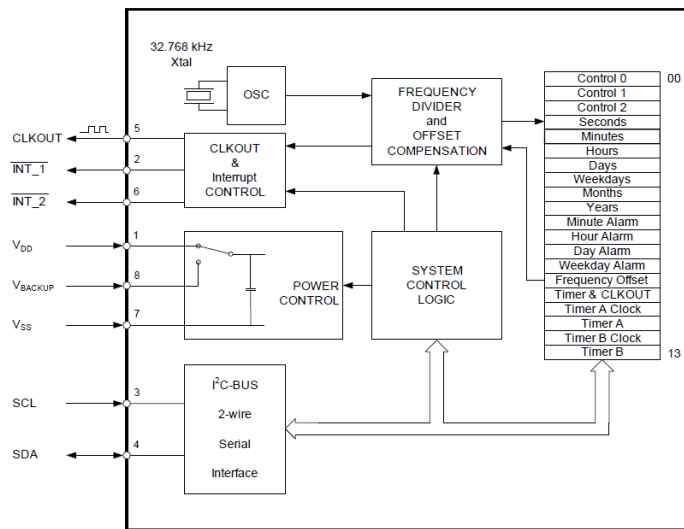 32.768 kHz
Xtal
OSC
FREQUENCY
DIVIDER
and
OFFSET
COMPENSATION
CLKOUT
5
INT_1
2
INT_2
6
CLKOUT
&
Interrupt
CONTROL
VDD
1
VBACKUP
8
VSS
7
POWER
CONTROL
SYSTEM
CONTROL
LOGIC
SCL
3
SDA
4
I²C-BUS
2-wire
Serial
Interface
Control 0
00
Control 1
Control 2
Seconds
Minutes
Hours
Days
Weekdays
Months
Years
Minute Alarm
Hour Alarm
Day Alarm
Weekday Alarm
Frequency Offset
Timer & CLKOUT
Timer A Clock
Timer A
Timer B Clock
Timer B
13